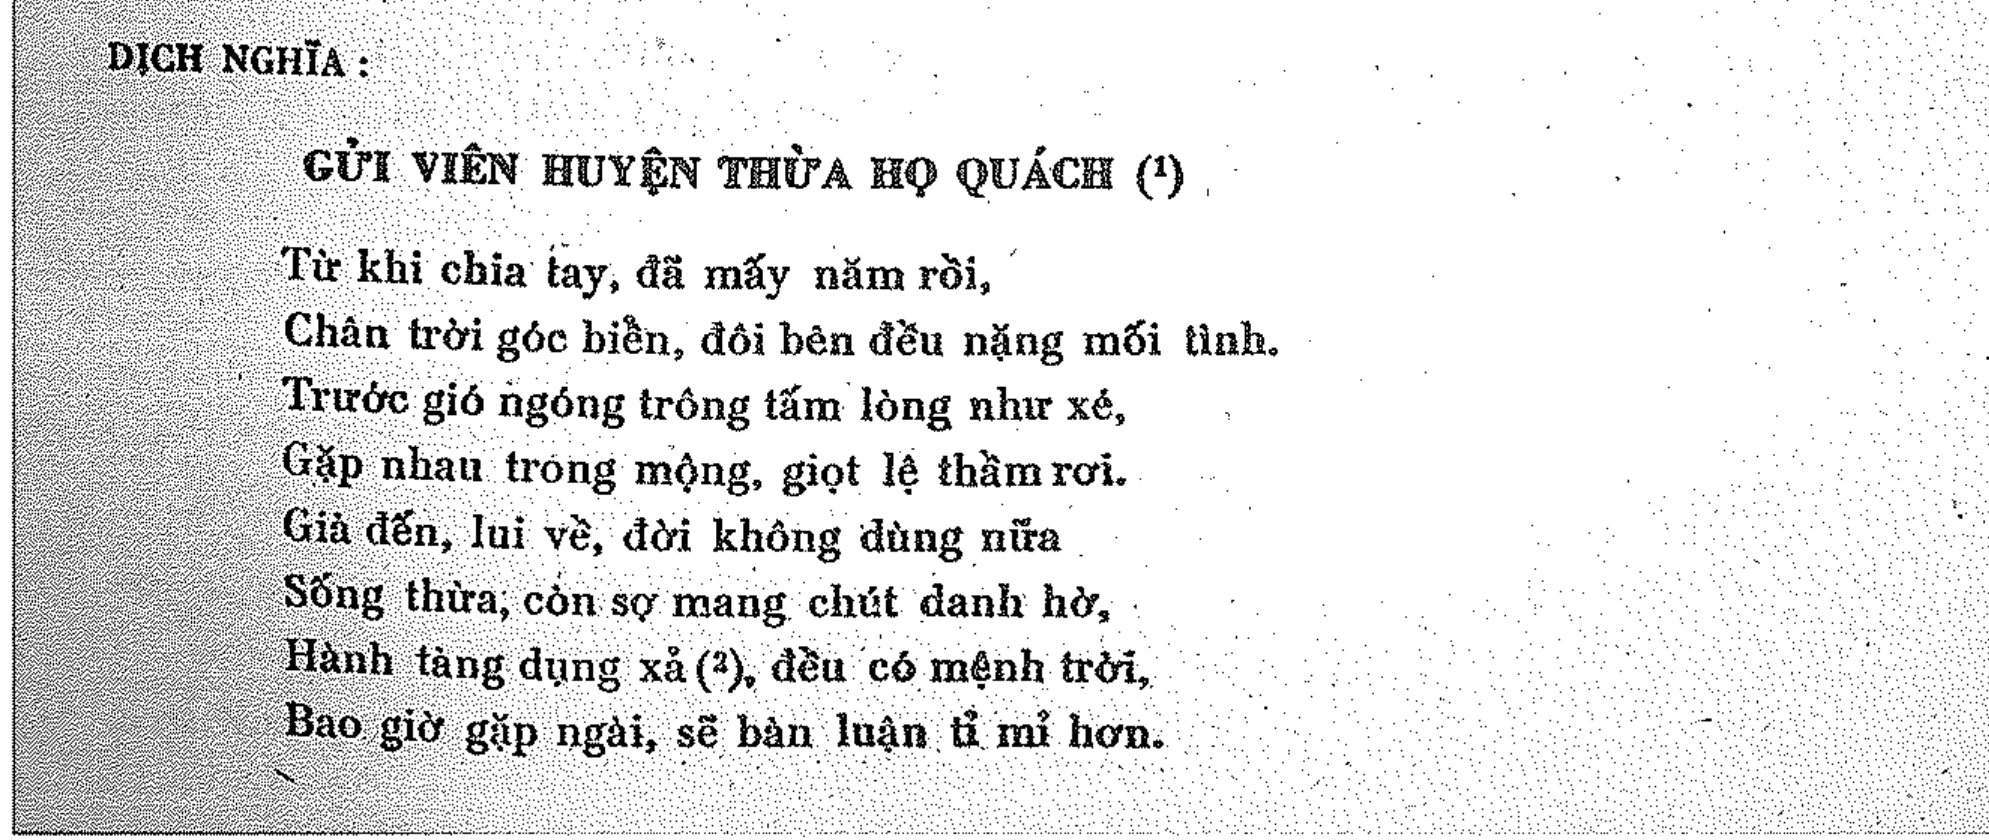 DỊCH NGHĨA :
GỬI VIÊN HUYỆN THỪA HỌ QUÁCH (¹)
Từ khi chia tay, đã mấy năm rồi,
Chân trời góc biển, đôi bên đều nặng mối tình.
Trước gió ngóng trông tấm lòng như xé,
Gặp nhau trong mộng, giọt lệ thầm rơi.
Già đến, lui về, đời không dùng nữa
Sống thừa, còn sợ mang chút danh hờ,
Hành tàng dụng xả (²), đều có mệnh trời,
Bao giờ gặp ngài, sẽ bàn luận tỉ mỉ hơn.